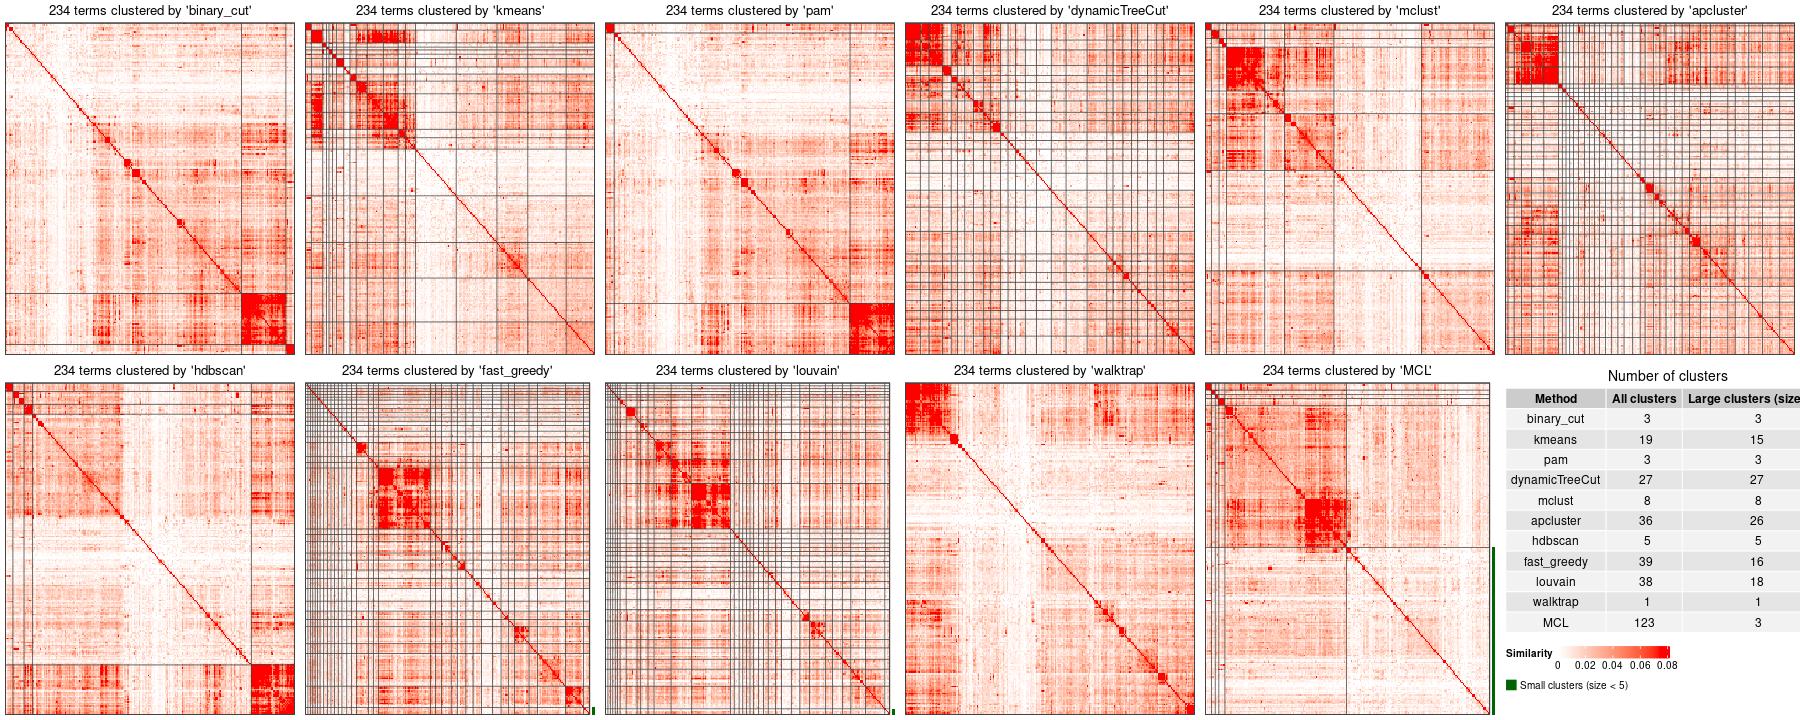 234 terms clustered by 'binary_cut'
234 terms clustered by 'kmeans'
234 terms clustered by 'pam'
234 terms clustered by 'dynamicTreeCut'
234 terms clustered by 'mclust'
234 terms clustered by 'apcluster'
234 terms clustered by 'hdbscan'
234 terms clustered by 'fast_greedy'
234 terms clustered by 'louvain'
234 terms clustered by 'walktrap'
234 terms clustered by 'MCL'
Number of clusters
Method All clusters Large clusters (size
binary_cut 3 3
kmeans 19 15
pam 3 3
dynamicTreeCut 27 27
mclust 8 8
apcluster 36 26
hdbscan 5 5
fast_greedy 39 16
louvain 38 18
walktrap 1 1
MCL 123 3
Similarity
0 0.02 0.04 0.06 0.08
Small clusters (size < 5)